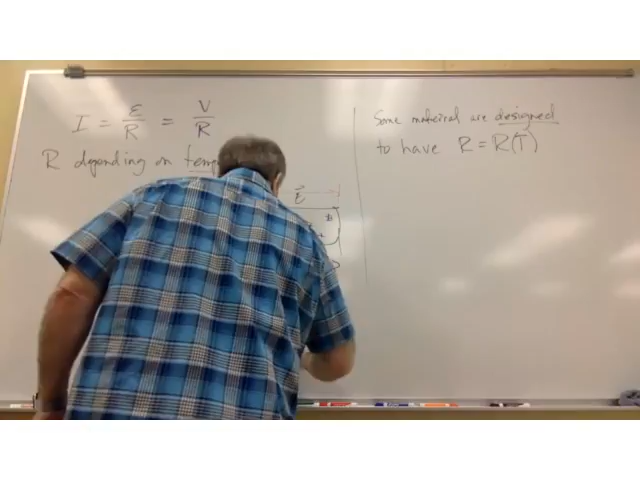 I = ε/R = V/R
R depending on temp
ε
Some material are designed
to have R = R(T)